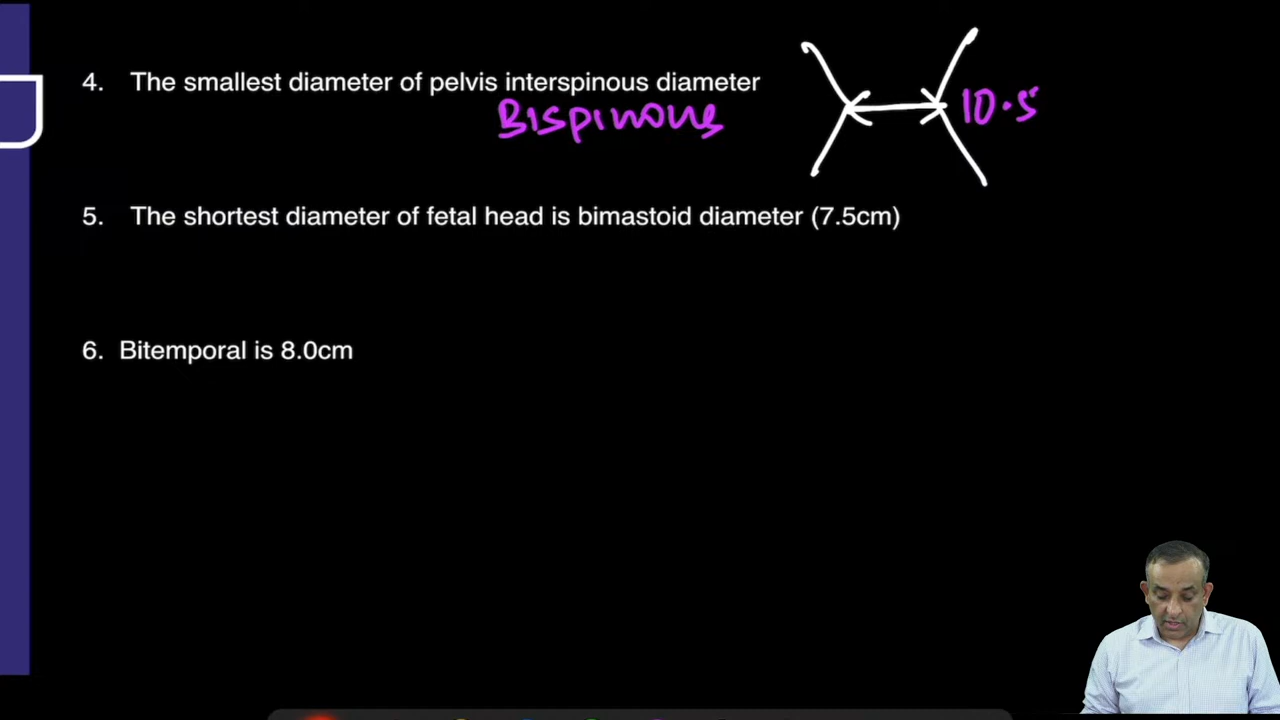 4. The smallest diameter of pelvis interspinous diameter
Bispinous
10.5
5. The shortest diameter of fetal head is bimastoid diameter (7.5cm)
6. Bitemporal is 8.0cm